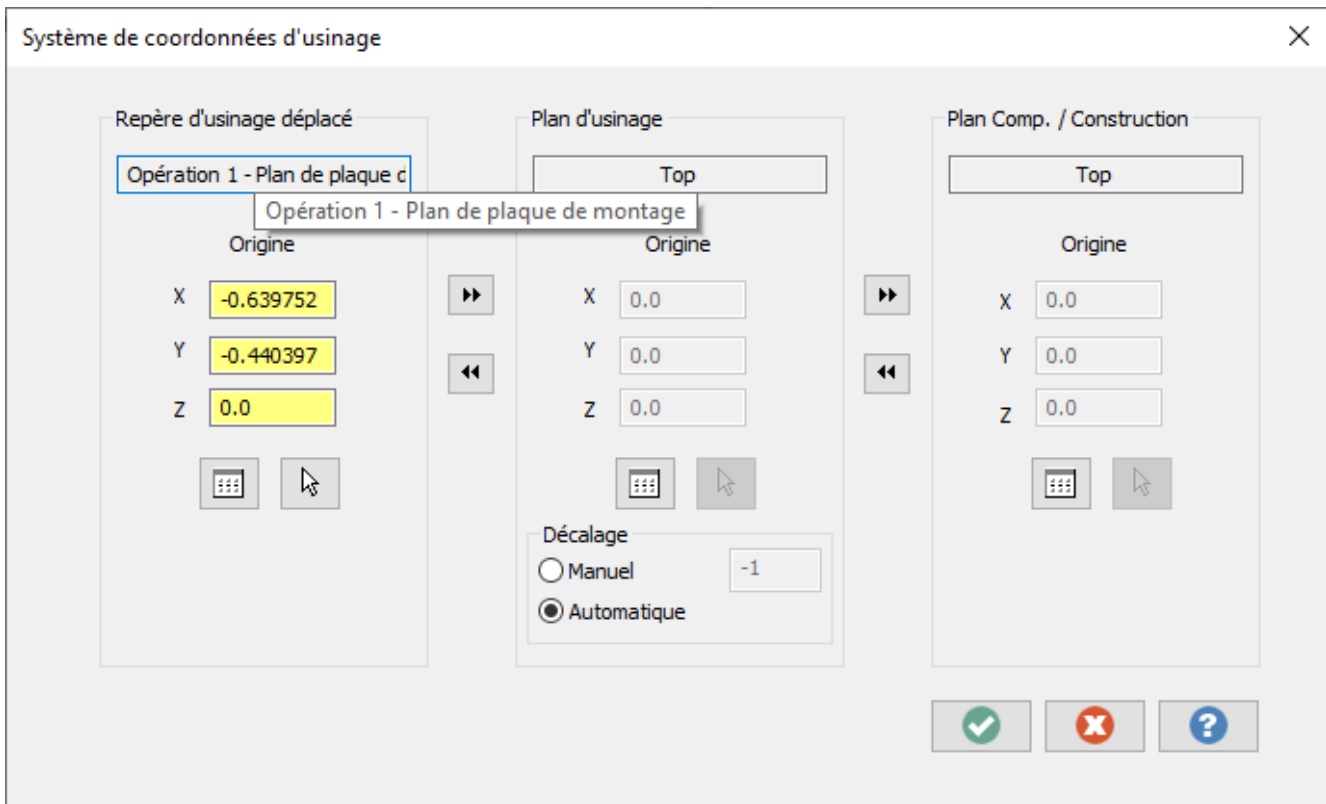 Système de coordonnées d'usinage
Repère d'usinage déplacé
Plan d'usinage
Plan Comp. / Construction
Opération 1 - Plan de plaque d
Top
Top
Opération 1 - Plan de plaque de montage
Origine
Origine
Origine
X -0.639752
X 0.0
X 0.0
Y -0.440397
Y 0.0
Y 0.0
Z 0.0
Z 0.0
Z 0.0
Décalage
Manuel -1
Automatique